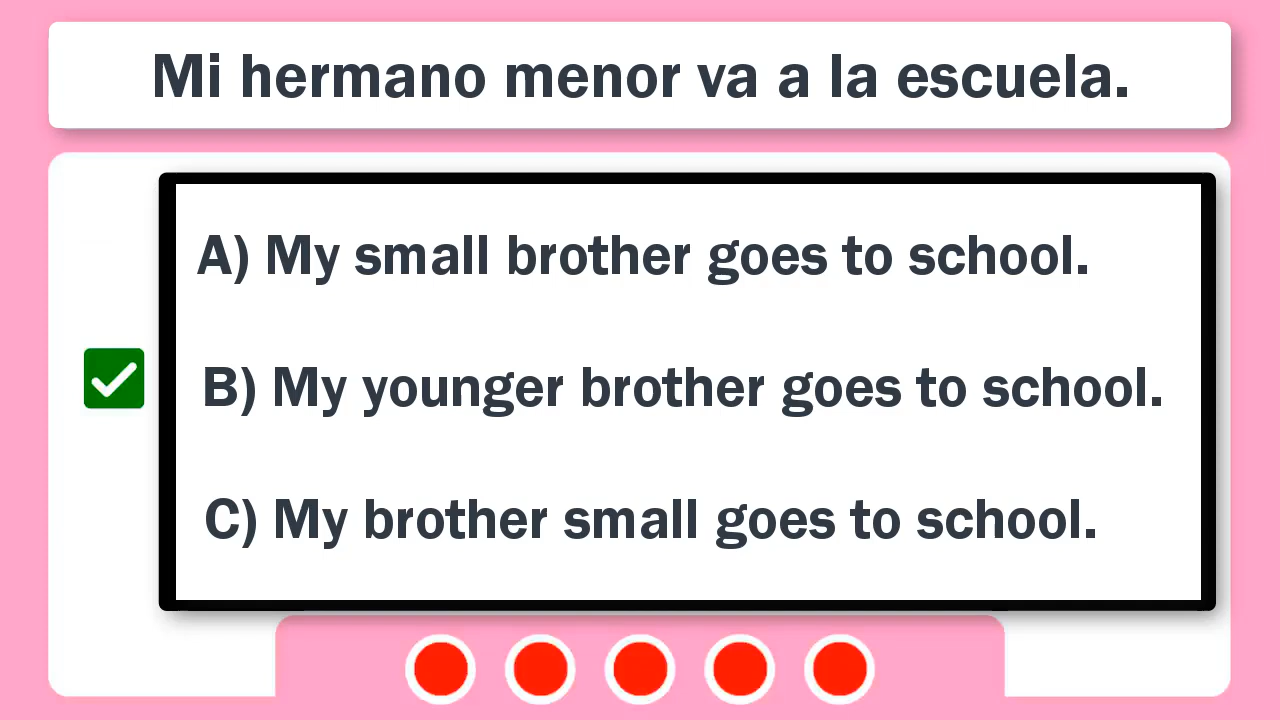 Mi hermano menor va a la escuela.
A) My small brother goes to school.
B) My younger brother goes to school.
C) My brother small goes to school.